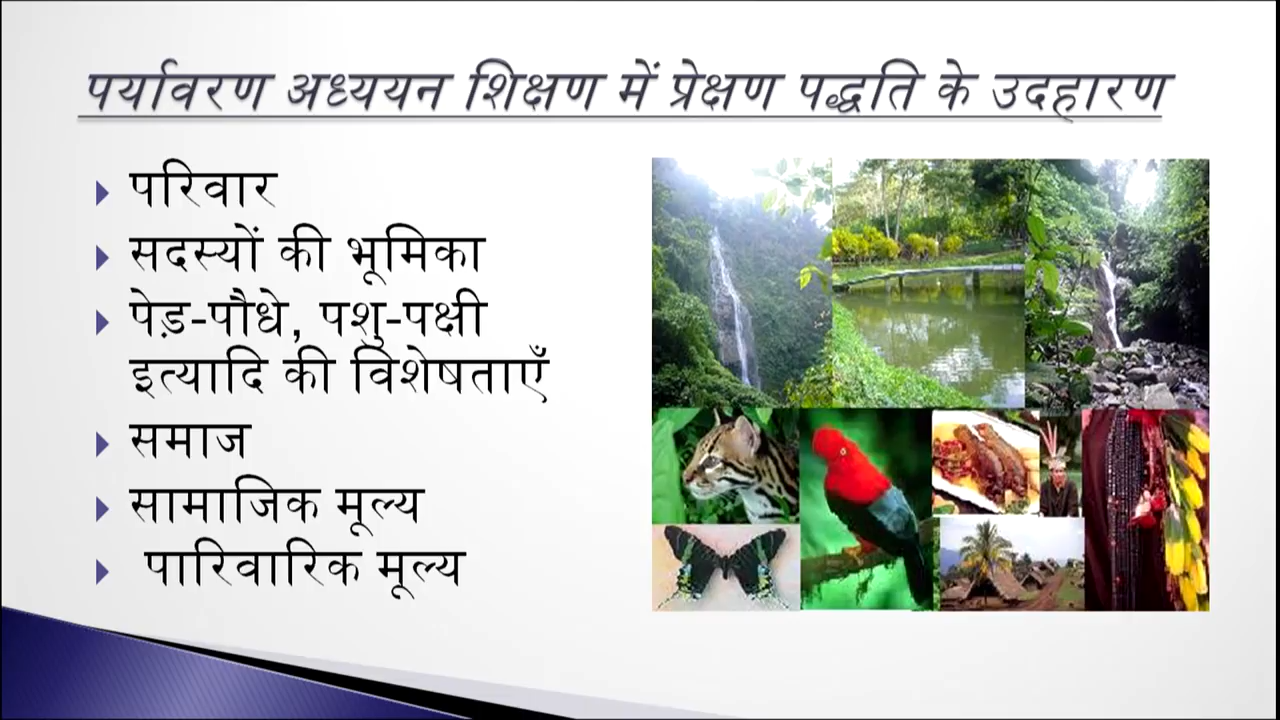 पर्यावरण अध्ययन शिक्षण में प्रेक्षण पद्धति के उदहारण
परिवार
सदस्यों की भूमिका
पेड़-पौधे, पशु-पक्षी
इत्यादि की विशेषताएँ
समाज
सामाजिक मूल्य
पारिवारिक मूल्य